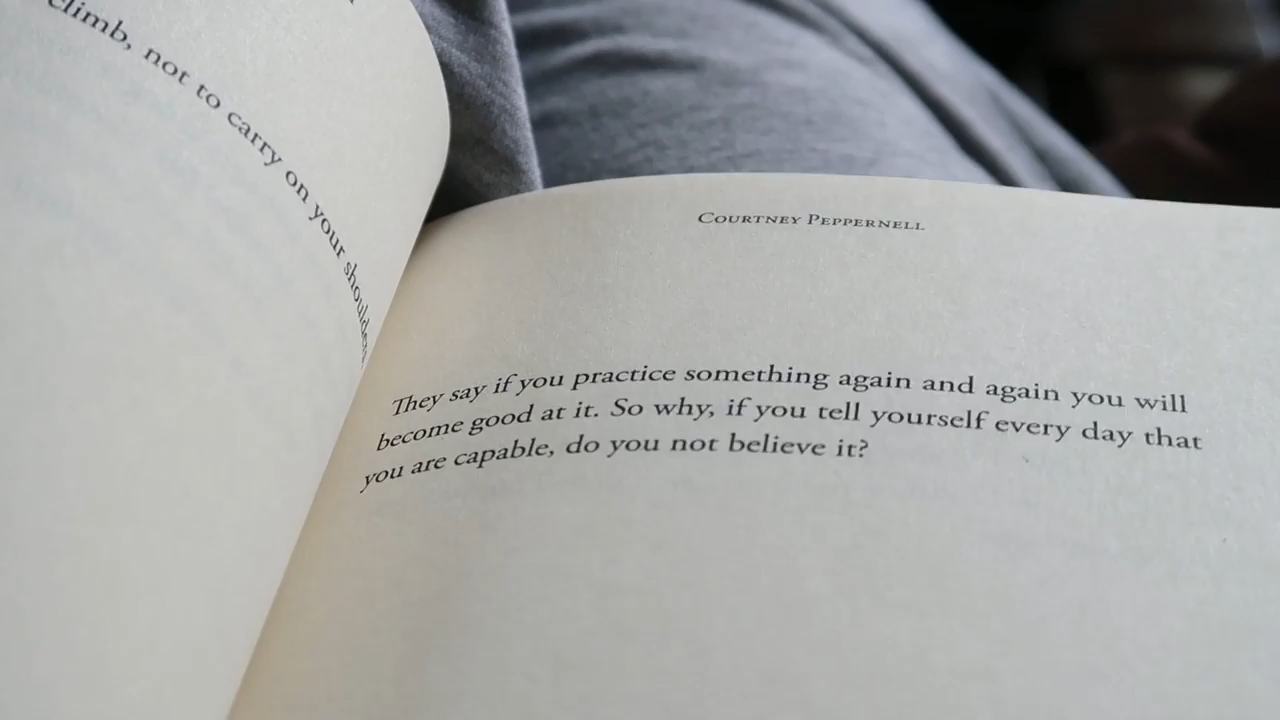 climb, not to carry on your shoulders
COURTNEY PEPPERNELL
They say if you practice something again and again you will
become good at it. So why, if you tell yourself every day that
you are capable, do you not believe it?